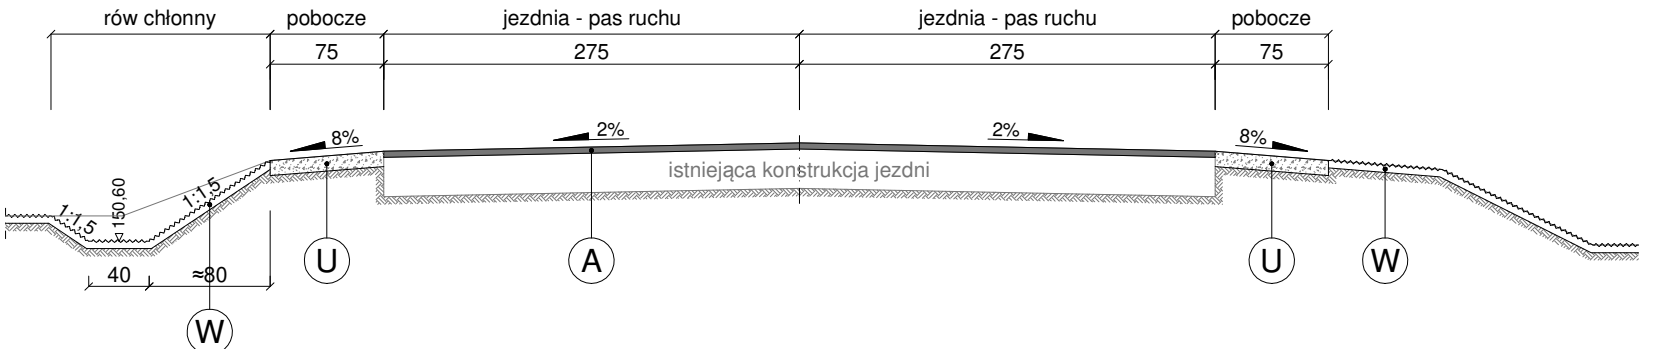 rów chłonny
pobocze
jezdnia - pas ruchu
jezdnia - pas ruchu
pobocze
75
275
275
75
8%
2%
2%
8%
istniejąca konstrukcja jezdni
1:1,5
150,60
1:1,5
U
A
U
W
40
≈80
W